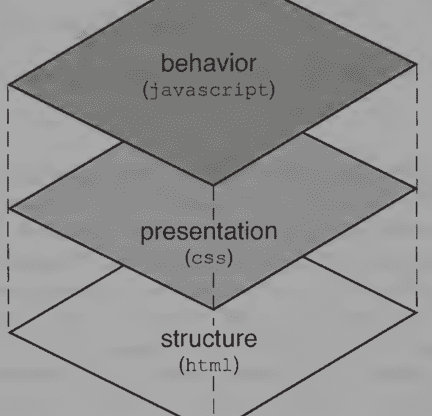 behavior
(javascript)
presentation
(css)
structure
(html)